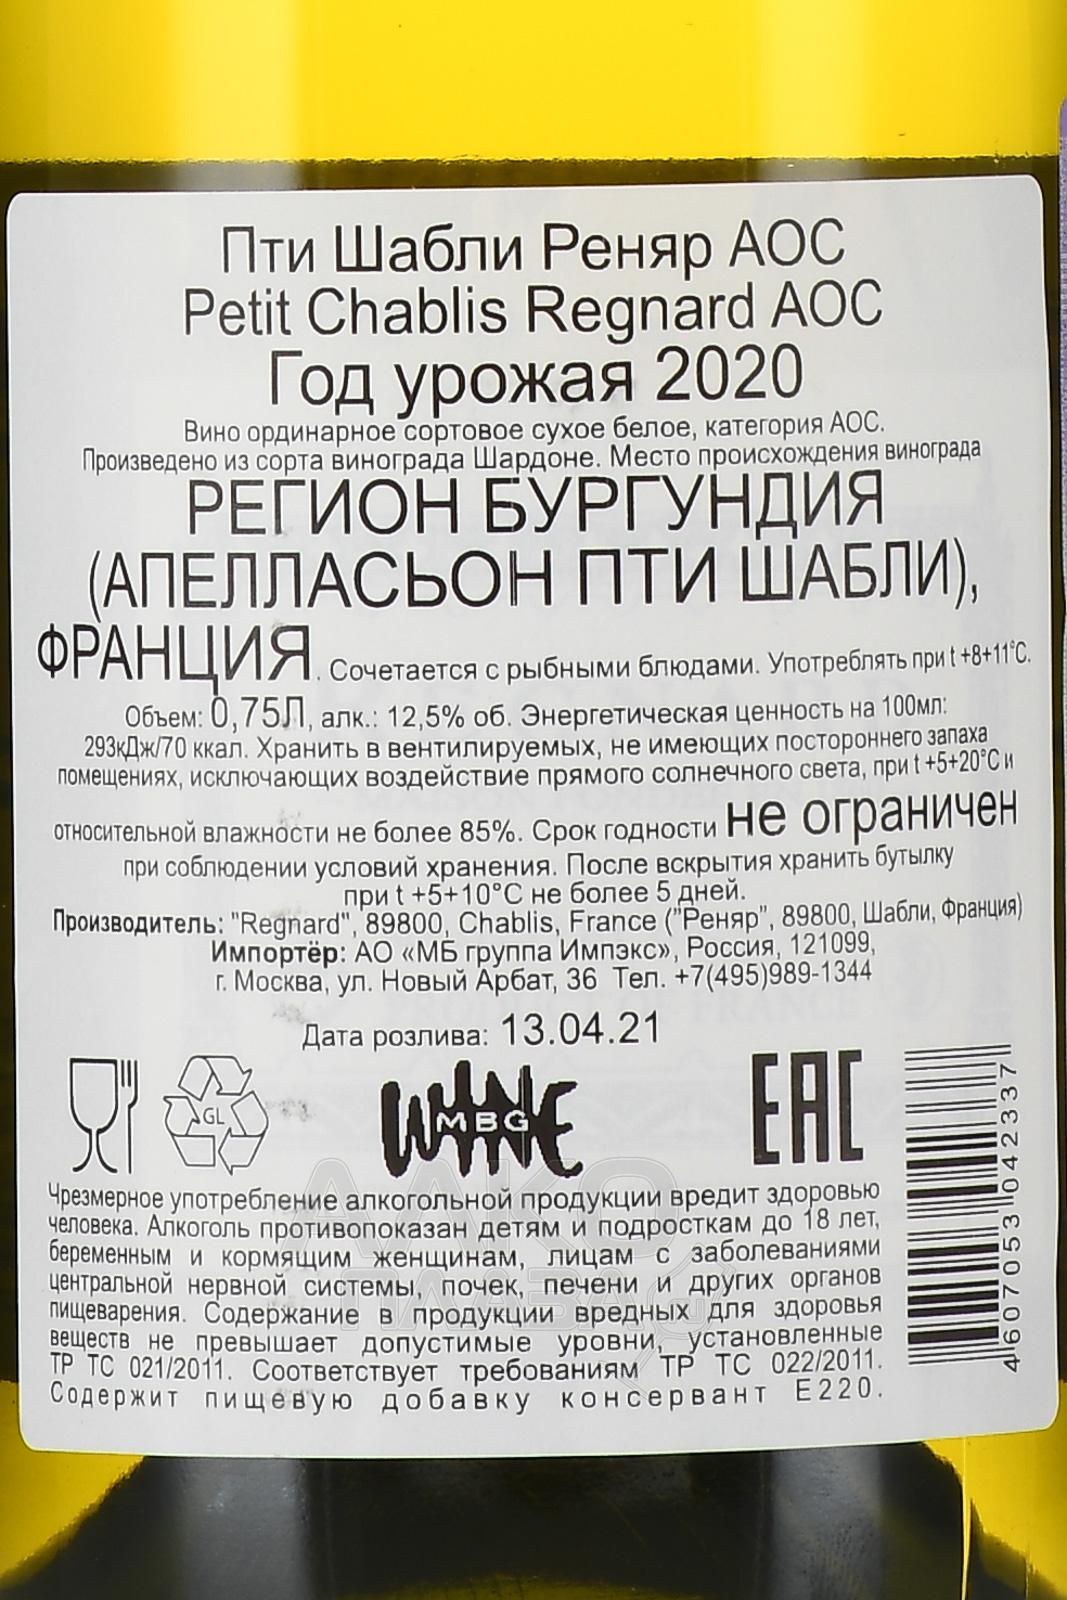 Пти Шабли Реняр АОС
Petit Chablis Regnard AOC
Год урожая 2020
Вино ординарное сортовое сухое белое, категория АОС.
Произведено из сорта винограда Шардоне. Место происхождения винограда
РЕГИОН БУРГУНДИЯ
(АПЕЛЛАСЬОН ПТИ ШАБЛИ),
ФРАНЦИЯ. Сочетается с рыбными блюдами. Употреблять при t +8+11°С.
Объем: 0,75Л, алк.: 12,5% об. Энергетическая ценность на 100мл:
293кДж/70 ккал. Хранить в вентилируемых, не имеющих постороннего запаха
помещениях, исключающих воздействие прямого солнечного света, при t +5+20°С и
относительной влажности не более 85%. Срок годности не ограничен
при соблюдении условий хранения. После вскрытия хранить бутылку
при t +5+10°С не более 5 дней.
Производитель: "Regnard", 89800, Chablis, France ("Реняр", 89800, Шабли, Франция)
Импортёр: АО «МБ группа Импэкс», Россия, 121099,
г. Москва, ул. Новый Арбат, 36 Тел. +7(495)989-1344
Дата розлива: 13.04.21
GL
WINE
MBG
EAC
4607053042337
Чрезмерное употребление алкогольной продукции вредит здоровью
человека. Алкоголь противопоказан детям и подросткам до 18 лет,
беременным и кормящим женщинам, лицам с заболеваниями
центральной нервной системы, почек, печени и других органов
пищеварения. Содержание в продукции вредных для здоровья
веществ не превышает допустимые уровни, установленные
ТР ТС 021/2011. Соответствует требованиям ТР ТС 022/2011.
Содержит пищевую добавку консервант Е220.
АЛКО
ПЛАЗА